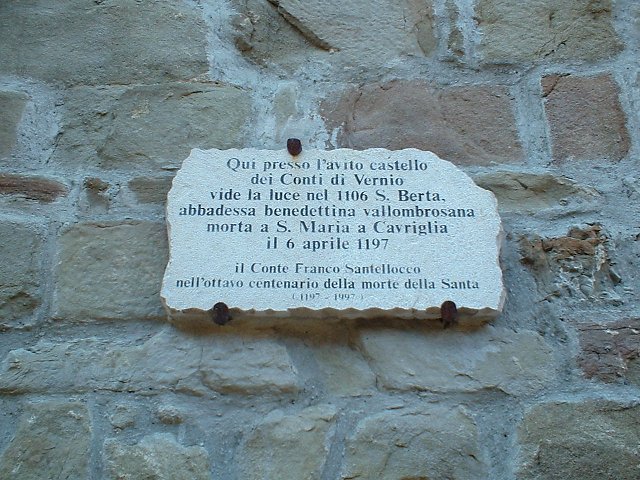 Qui presso l'avito castello
dei Conti di Vernio
vide la luce nel 1106 S. Berta,
abbadessa benedettina vallombrosana
morta a S. Maria a Cavriglia
il 6 aprile 1197
il Conte Franco Santellocco
nell'ottavo centenario della morte della Santa
(1197 - 1997)